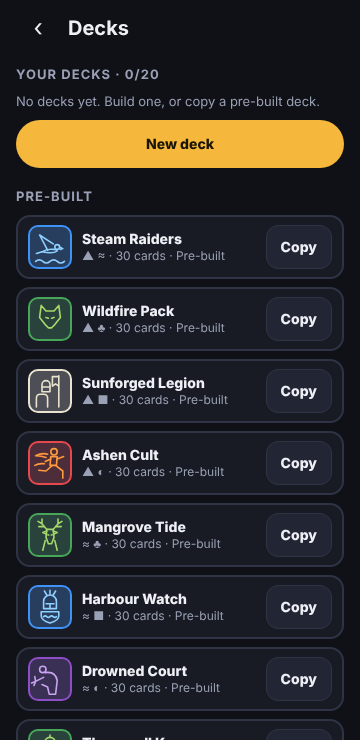 Decks
YOUR DECKS · 0/20
No decks yet. Build one, or copy a pre-built deck.
New deck
PRE-BUILT
Steam Raiders
▲ ≈ · 30 cards · Pre-built
Copy
Wildfire Pack
▲ ♣ · 30 cards · Pre-built
Copy
Sunforged Legion
▲ ■ · 30 cards · Pre-built
Copy
Ashen Cult
▲ ◖ · 30 cards · Pre-built
Copy
Mangrove Tide
≈ ♣ · 30 cards · Pre-built
Copy
Harbour Watch
≈ ■ · 30 cards · Pre-built
Copy
Drowned Court
≈ ◖ · 30 cards · Pre-built
Copy